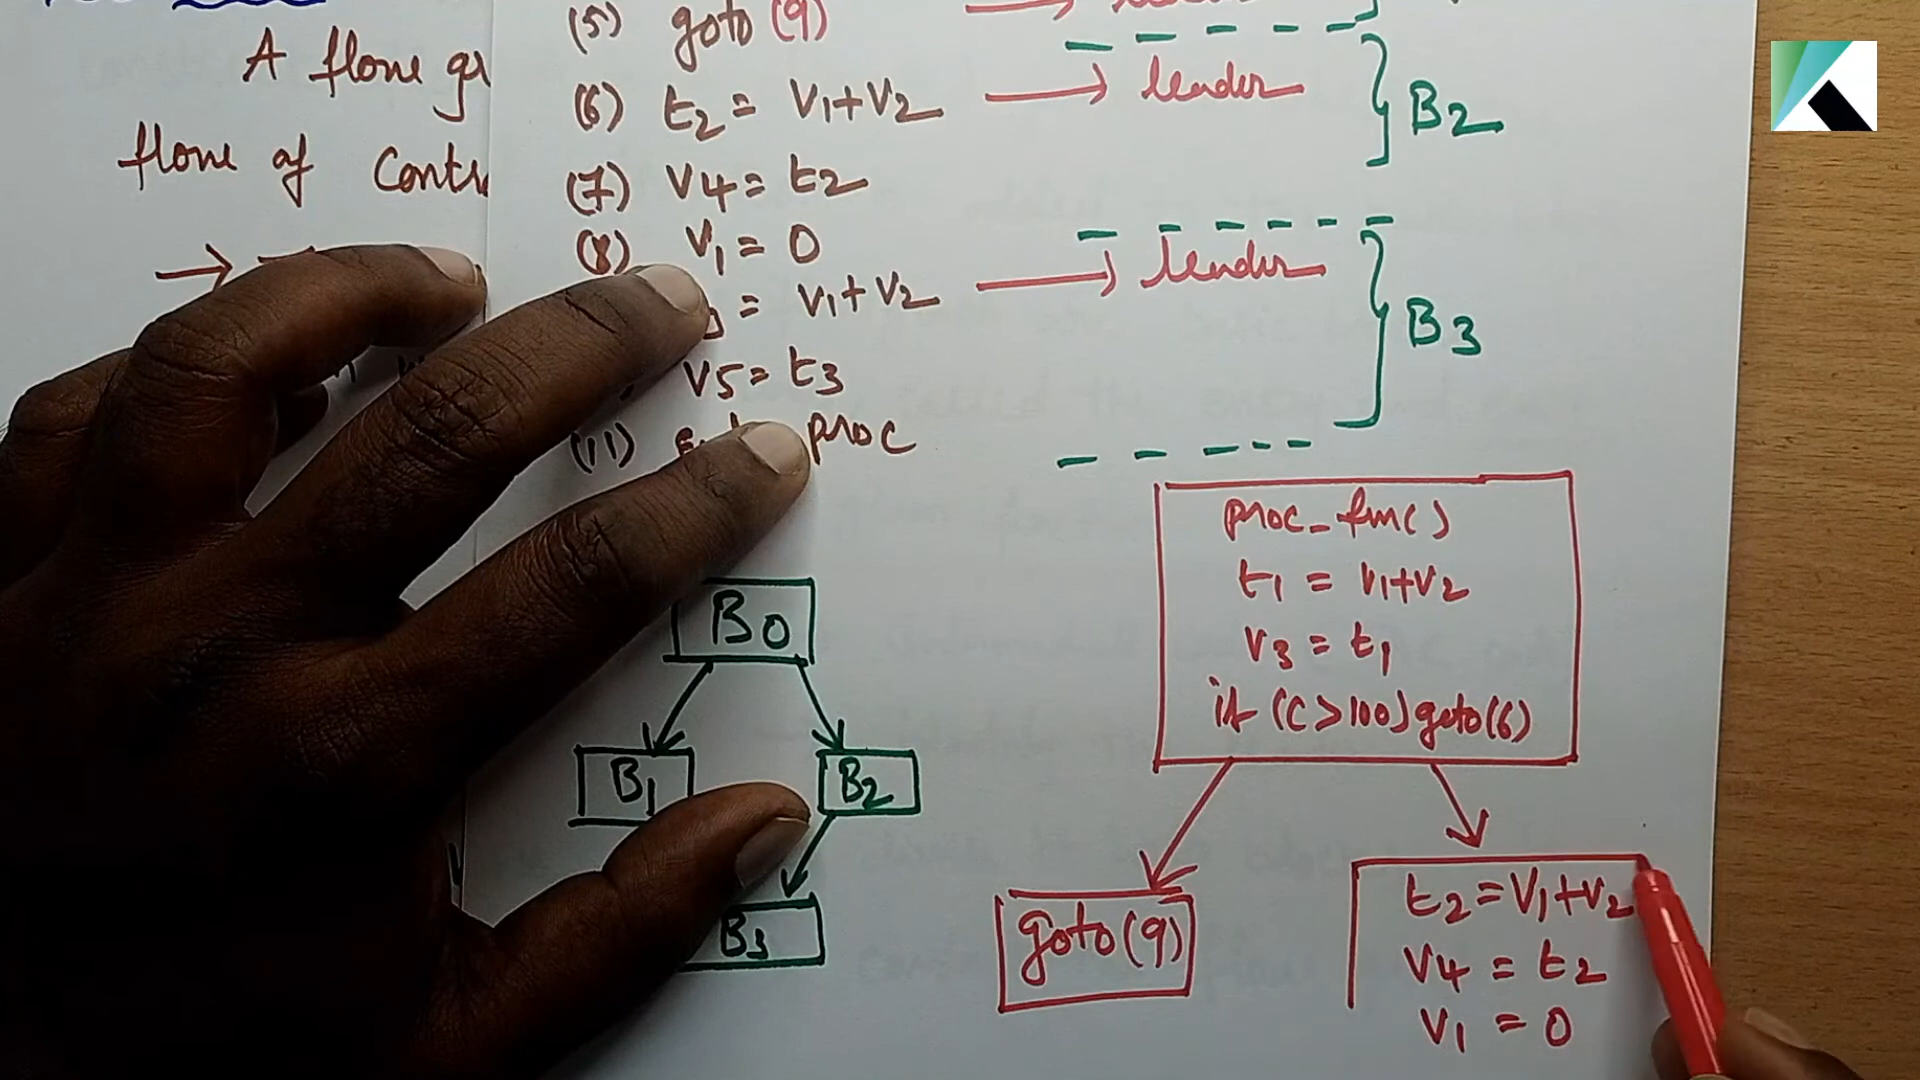 A flow gr
flow of Contr
(5) goto (9)
(6) t2 = V1+V2 → leader
B2
(7) V4 = t2
(8) V1 = 0
= V1+V2 → leader
B3
V5 = t3
(11) proc
B0
B1
B2
B3
proc_fun()
t1 = V1+V2
V3 = t1
if (C>100) goto(6)
goto(9)
t2 = V1+V2
V4 = t2
V1 = 0